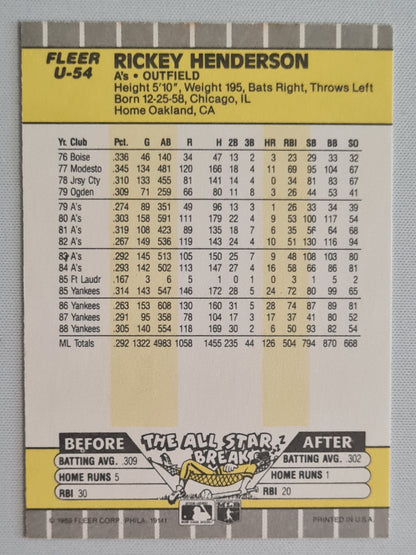 FLEER RICKEY HENDERSON
U-54 A's • OUTFIELD
Height 5'10", Weight 195, Bats Right, Throws Left
Born 12-25-58, Chicago, IL
Home Oakland, CA
Yr. Club Pct. G AB R H 2B 3B HR RBI SB BB SO
76 Boise .336 46 140 34 47 13 2 3 23 29 33 32
77 Modesto .345 134 481 120 166 18 4 11 69 95 104 67
78 Jrsy Cty .310 133 455 81 141 14 4 0 34 81 83 67
79 Ogden .309 71 259 66 80 11 8 3 26 44 53 41
79 A's .274 89 351 49 96 13 3 1 26 33 34 39
80 A's .303 158 591 111 179 22 4 9 53 100 117 54
81 A's .319 108 423 89 135 18 7 6 35 56 64 68
82 A's .267 149 536 119 143 24 4 10 51 130 116 94
83 A's .292 145 513 105 150 25 7 9 48 108 103 80
84 A's .293 142 502 113 147 27 4 16 58 66 86 81
85 Ft Laudr .167 3 6 5 1 0 1 0 3 1 5 2
85 Yankees .314 143 547 146 172 28 5 24 72 80 99 65
86 Yankees .263 153 608 130 160 31 5 28 74 87 89 81
87 Yankees .291 95 358 78 104 17 3 17 37 41 80 52
88 Yankees .305 140 554 118 169 30 2 6 50 93 82 54
ML Totals .292 1322 4983 1058 1455 235 44 126 504 794 870 668
BEFORE THE ALL STAR BREAK AFTER
BATTING AVG. .309 BATTING AVG. .302
HOME RUNS 5 HOME RUNS 1
RBI 30 RBI 20
© 1989 FLEER CORP., PHILA. 19141 PRINTED IN U.S.A.